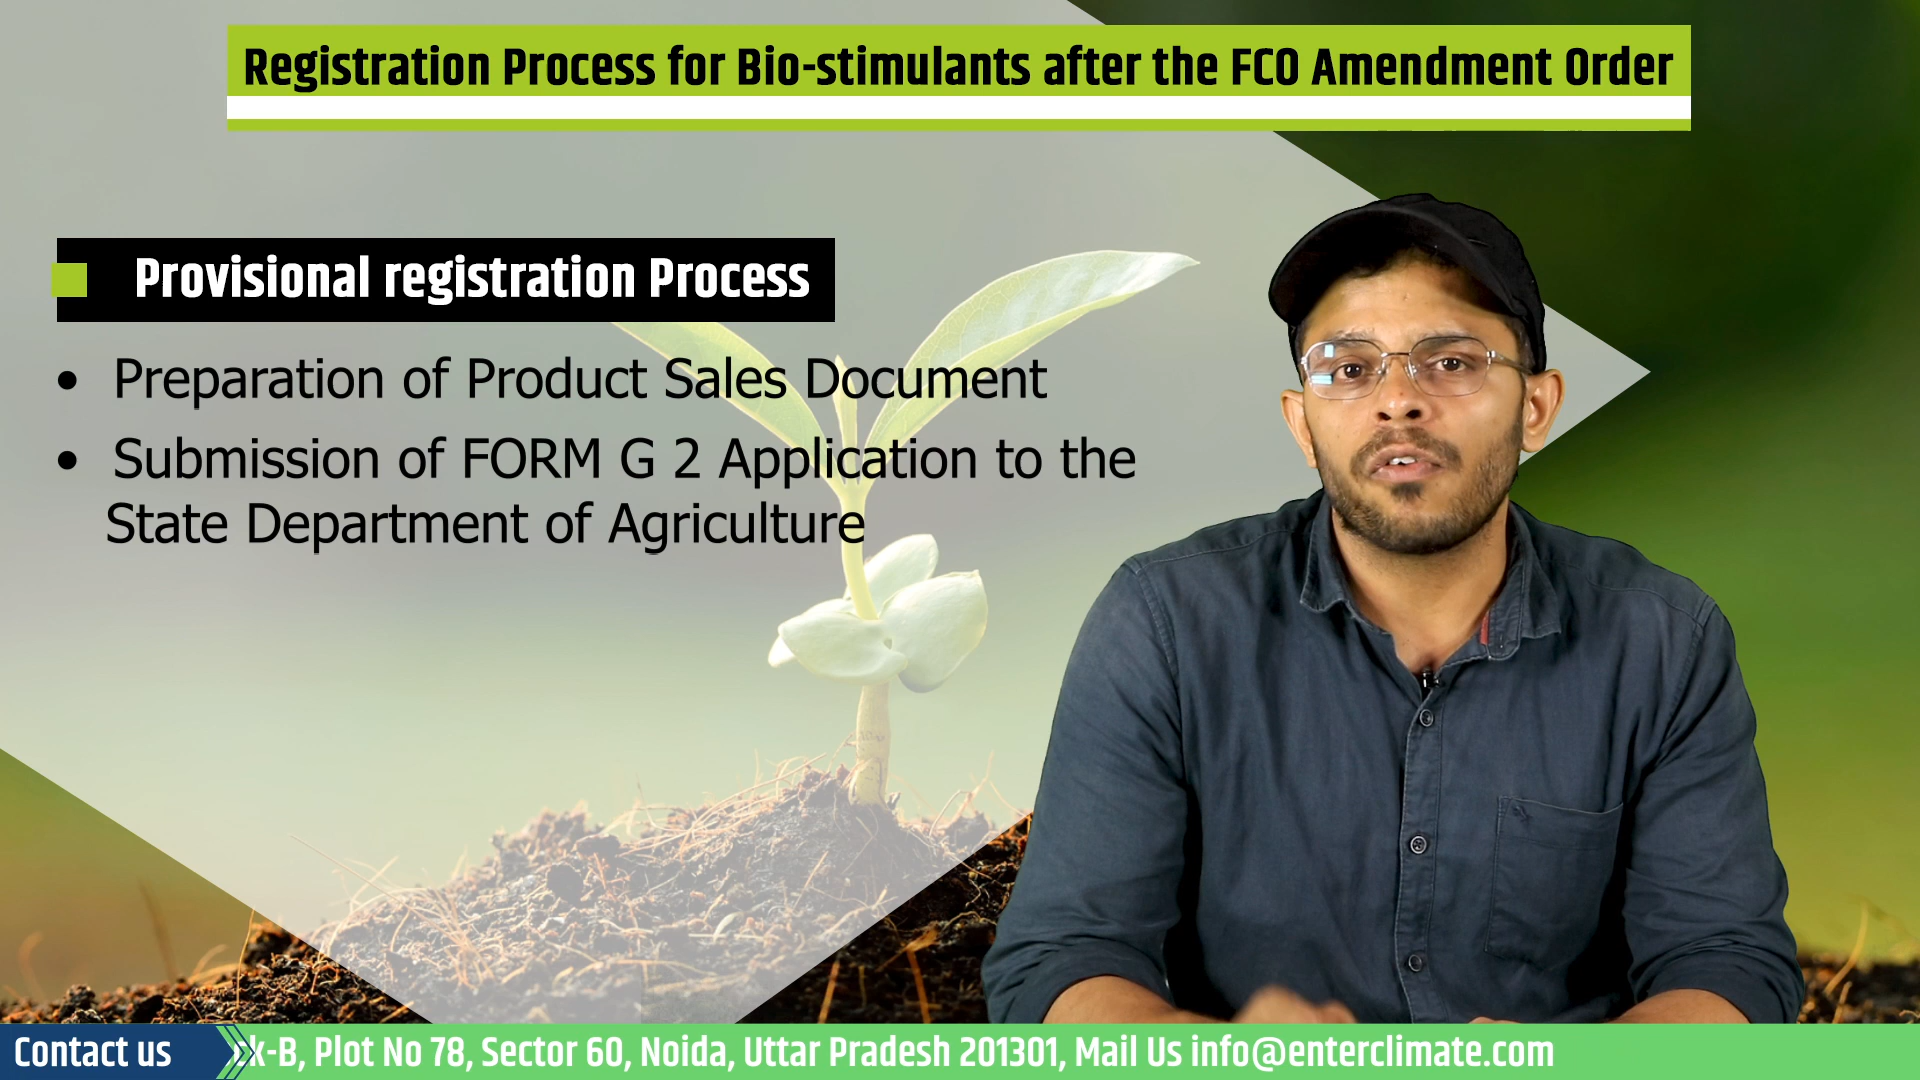 Registration Process for Bio-stimulants after the FCO Amendment Order
Provisional registration Process
• Preparation of Product Sales Document
• Submission of FORM G 2 Application to the
State Department of Agriculture
Contact us
k-B, Plot No 78, Sector 60, Noida, Uttar Pradesh 201301, Mail Us info@enterclimate.com